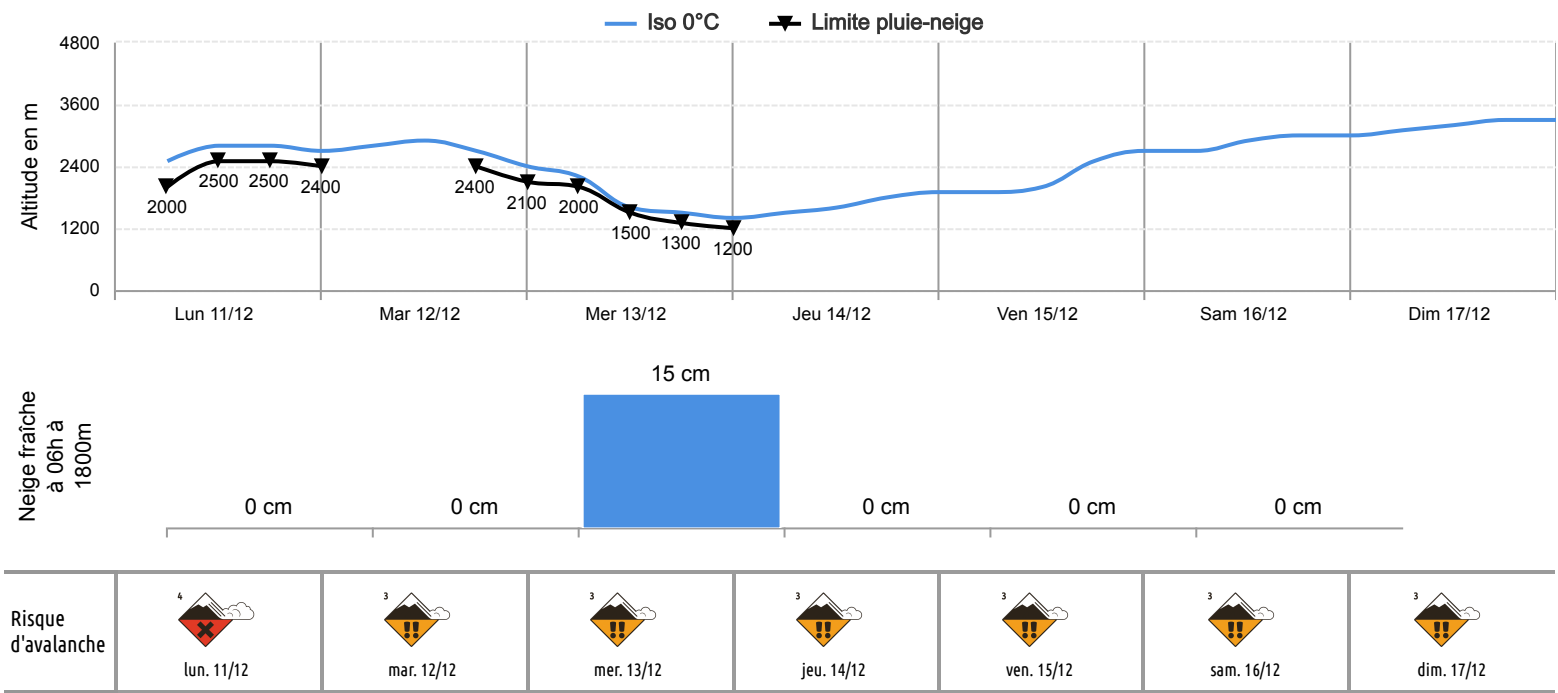 Iso 0°C Limite pluie-neige
Altitude en m
4800
3600
2400
1200
0
2000 2500 2500 2400 2400 2100 2000 1500 1300 1200
Lun 11/12 Mar 12/12 Mer 13/12 Jeu 14/12 Ven 15/12 Sam 16/12 Dim 17/12
Neige fraîche
à 06h à
1800m
0 cm 0 cm 15 cm 0 cm 0 cm 0 cm
Risque
d'avalanche
4 3 3 3 3 3 3
lun. 11/12 mar. 12/12 mer. 13/12 jeu. 14/12 ven. 15/12 sam. 16/12 dim. 17/12